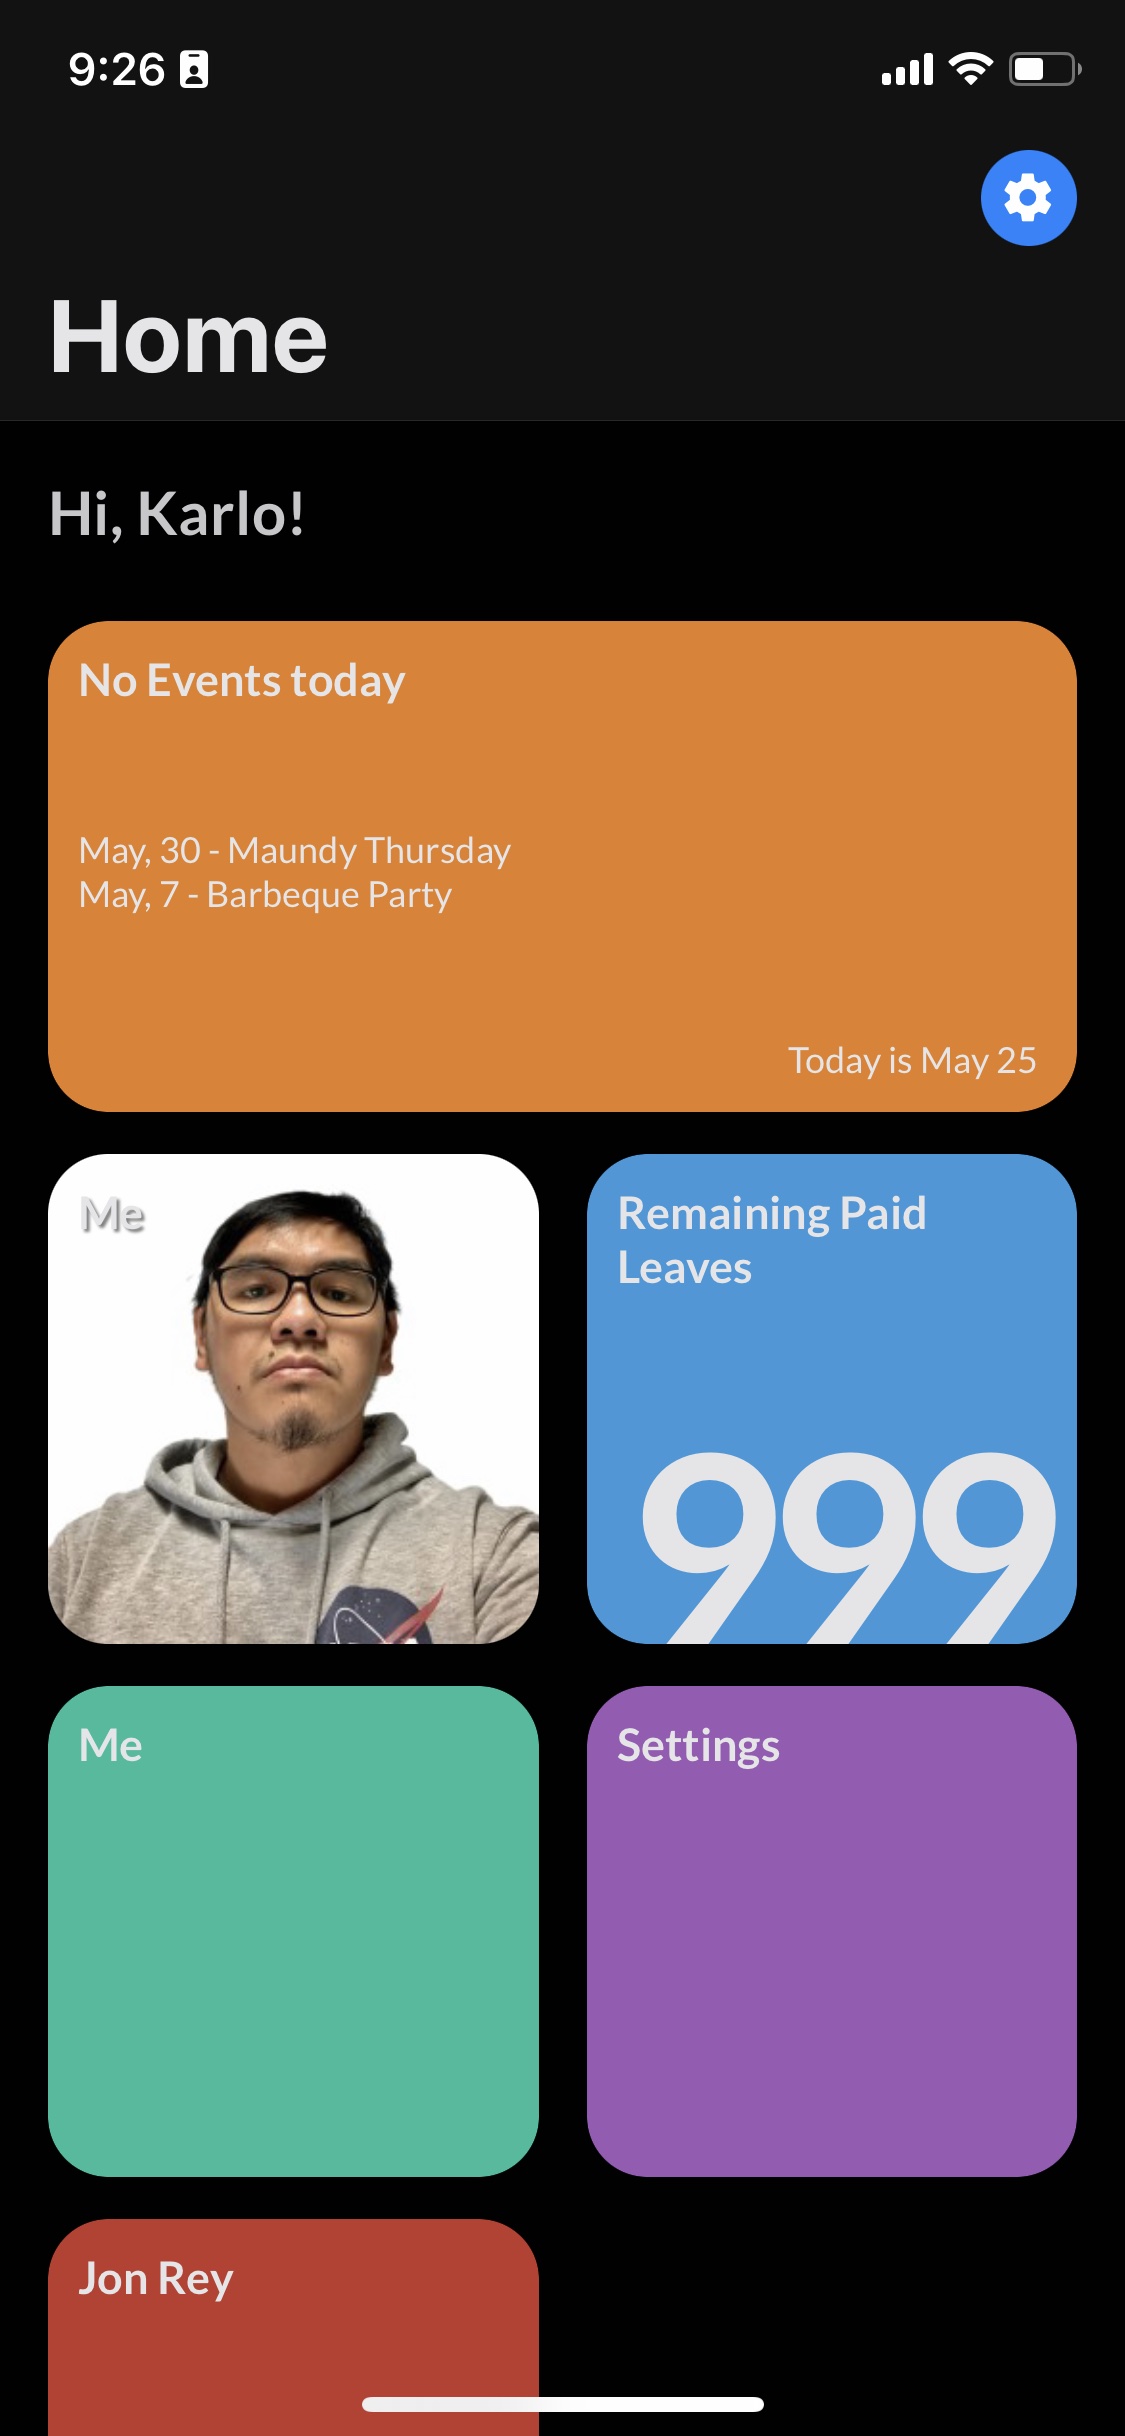 9:26
Home
Hi, Karlo!
No Events today
May, 30 - Maundy Thursday
May, 7 - Barbeque Party
Today is May 25
Me
Remaining Paid
Leaves
999
Me
Settings
Jon Rey